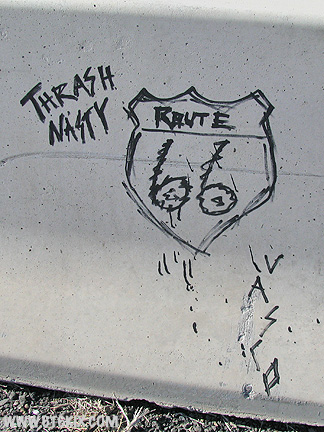 THRASH
NASTY
ROUTE
66
VASCO